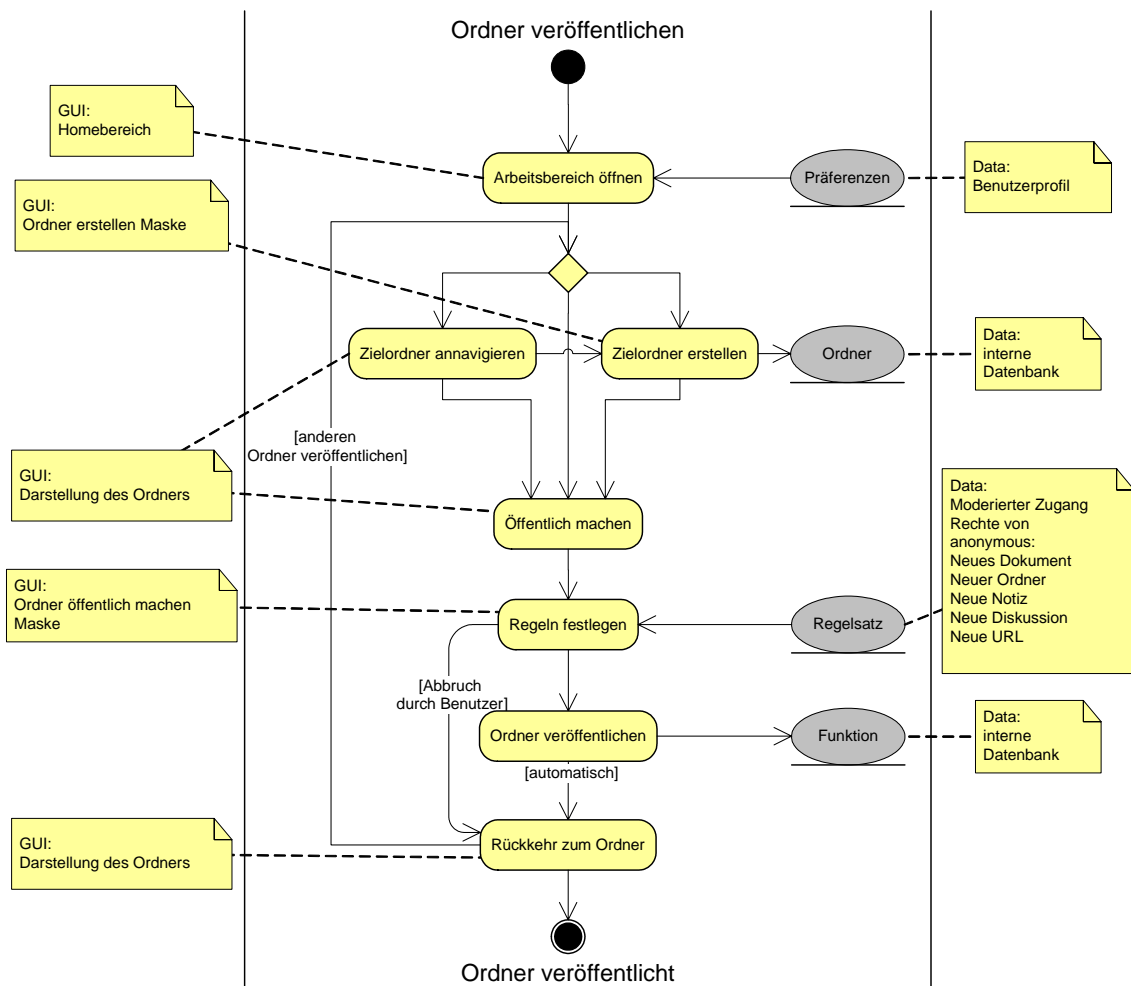 Ordner veröffentlichen
GUI:
Homebereich
Arbeitsbereich öffnen
Präferenzen
Data:
Benutzerprofil
GUI:
Ordner erstellen Maske
Zielordner annavigieren
Zielordner erstellen
Ordner
Data:
interne
Datenbank
[anderen
Ordner veröffentlichen]
GUI:
Darstellung des Ordners
Öffentlich machen
Data:
Moderierter Zugang
Rechte von
anonymous:
Neues Dokument
Neuer Ordner
Neue Notiz
Neue Diskussion
Neue URL
GUI:
Ordner öffentlich machen
Maske
Regeln festlegen
Regelsatz
[Abbruch
durch Benutzer]
Ordner veröffentlichen
Funktion
Data:
interne
Datenbank
[automatisch]
GUI:
Darstellung des Ordners
Rückkehr zum Ordner
Ordner veröffentlicht